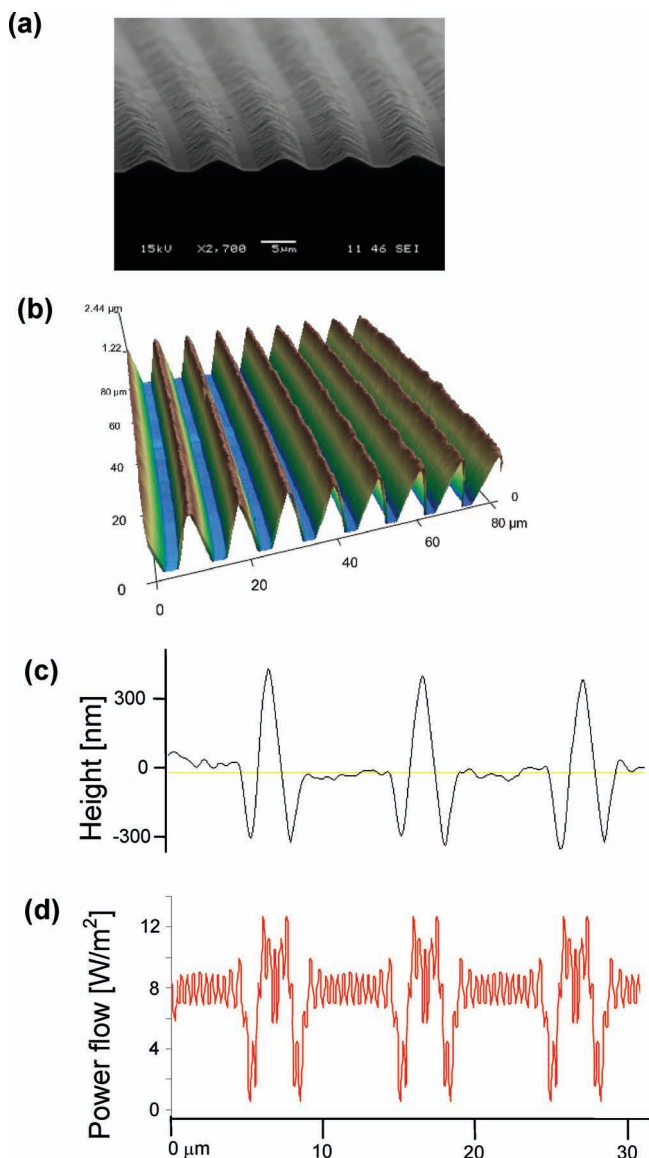 (a)
15kV X2,700 5µm 11 46 SEI
(b)
2.44 µm
1.22
80 µm
60
40
20
0
0
20
40
60
80 µm
0
(c)
Height [nm]
300
0
-300
(d)
Power flow [W/m²]
12
8
4
0
0 µm 10 20 30